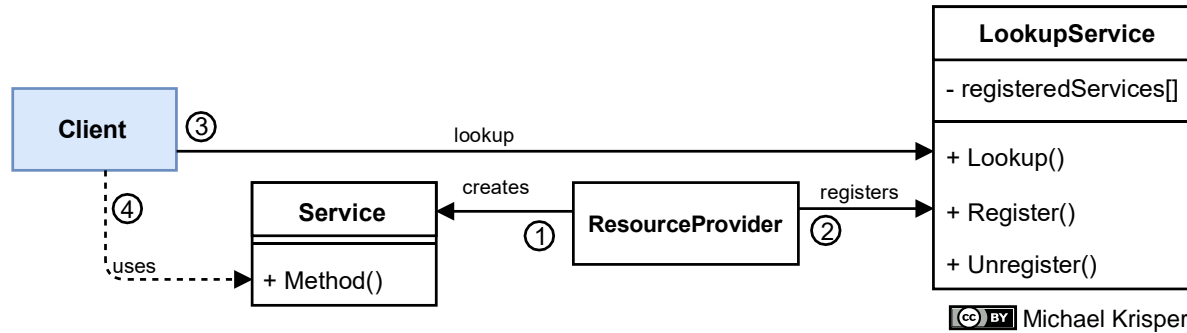 LookupService
- registeredServices[]
+ Lookup()
+ Register()
+ Unregister()
Client
③
lookup
④
uses
Service
+ Method()
creates
①
ResourceProvider
registers
②
cc BY Michael Krisper